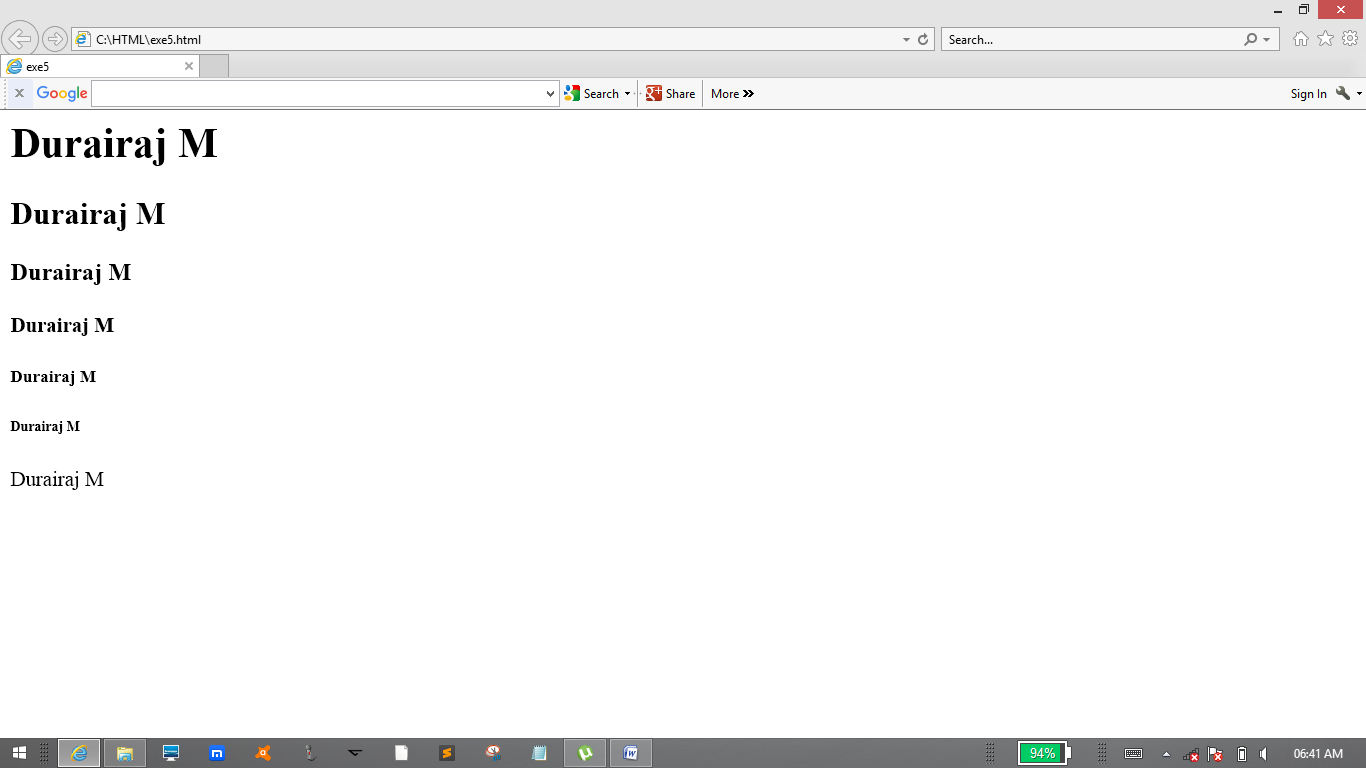 C:\HTML\exe5.html
Search...
exe5
Google
Search
Share
More
Sign In
Durairaj M
Durairaj M
Durairaj M
Durairaj M
Durairaj M
Durairaj M
Durairaj M
94%
06:41 AM